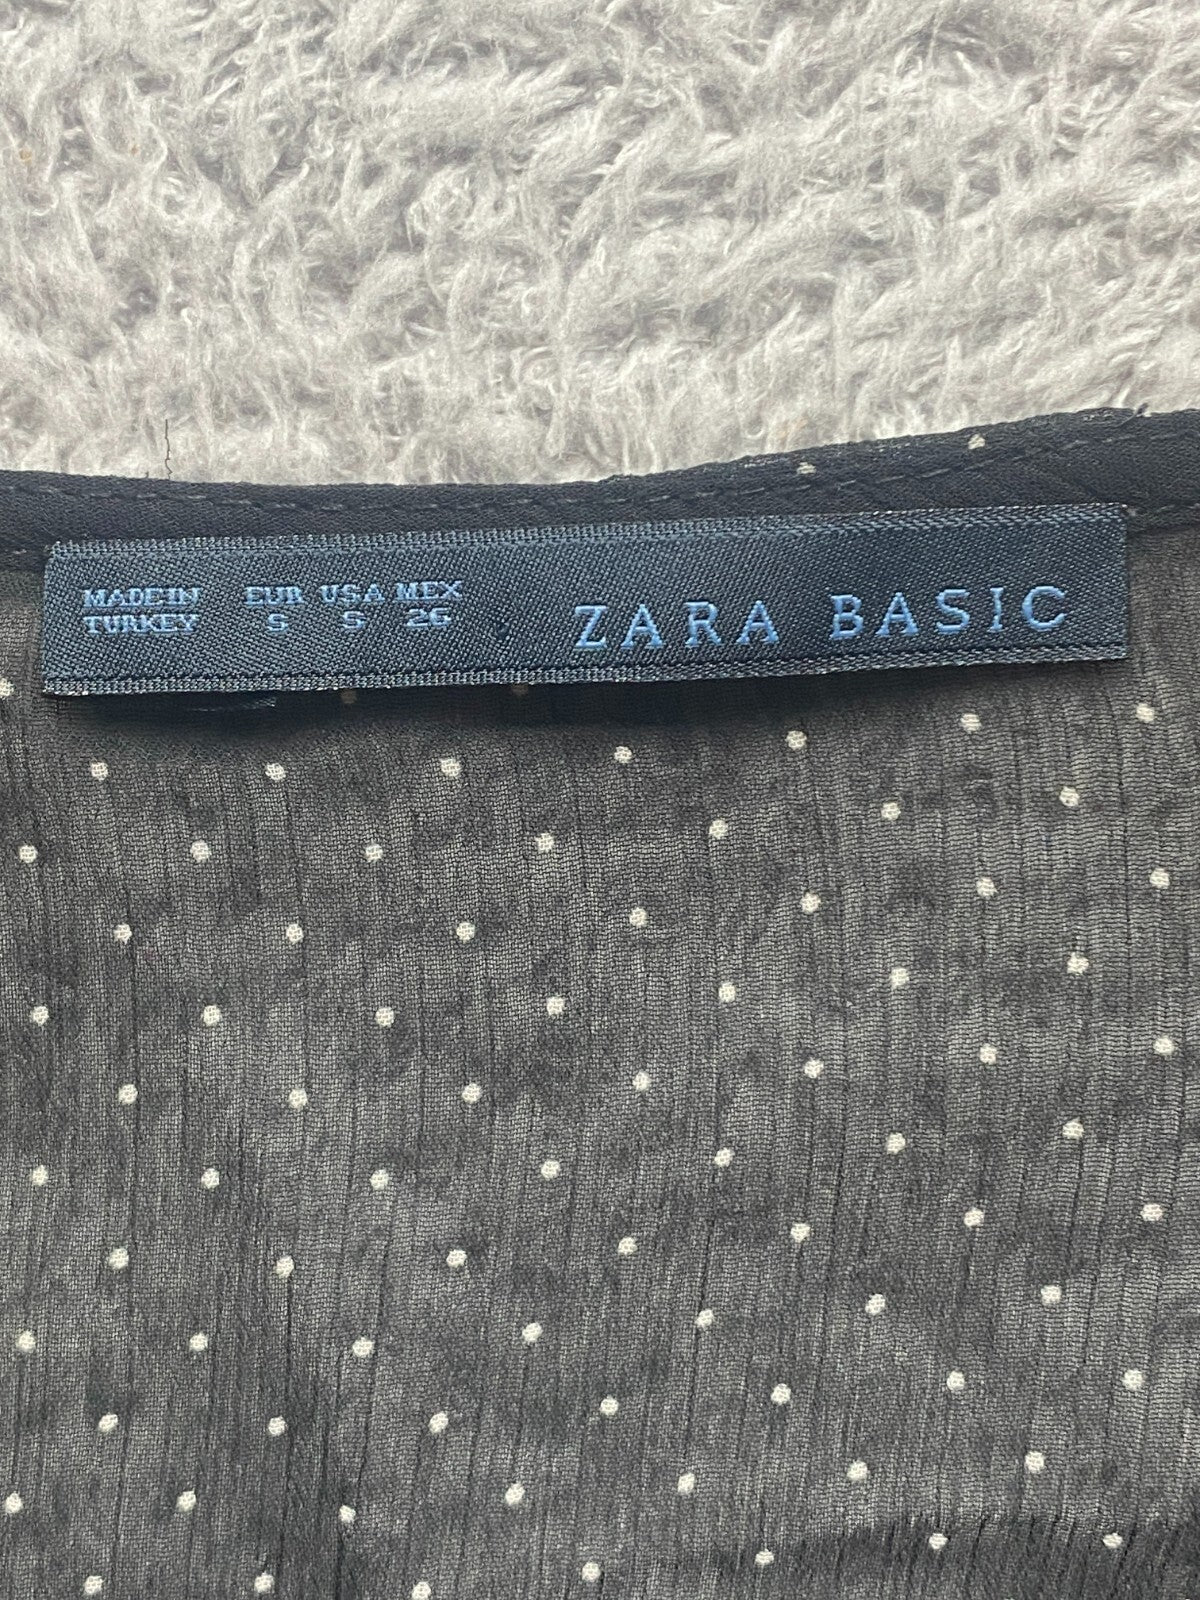 MADE IN EUR USA MEX
TURKEY S S 26
ZARA BASIC